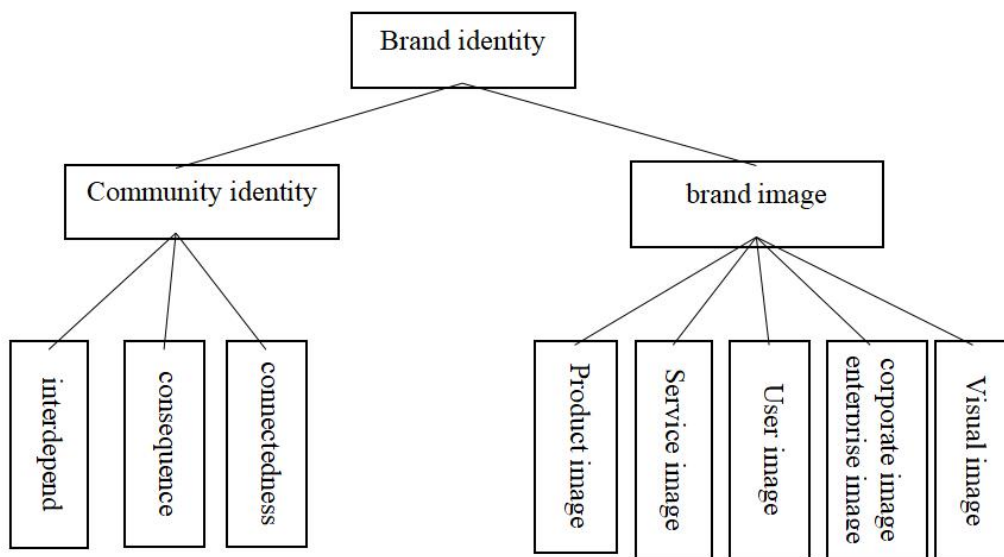 Brand identity
Community identity
brand image
interdepend
consequence
connectedness
Product image
Service image
User image
corporate image
enterprise image
Visual image